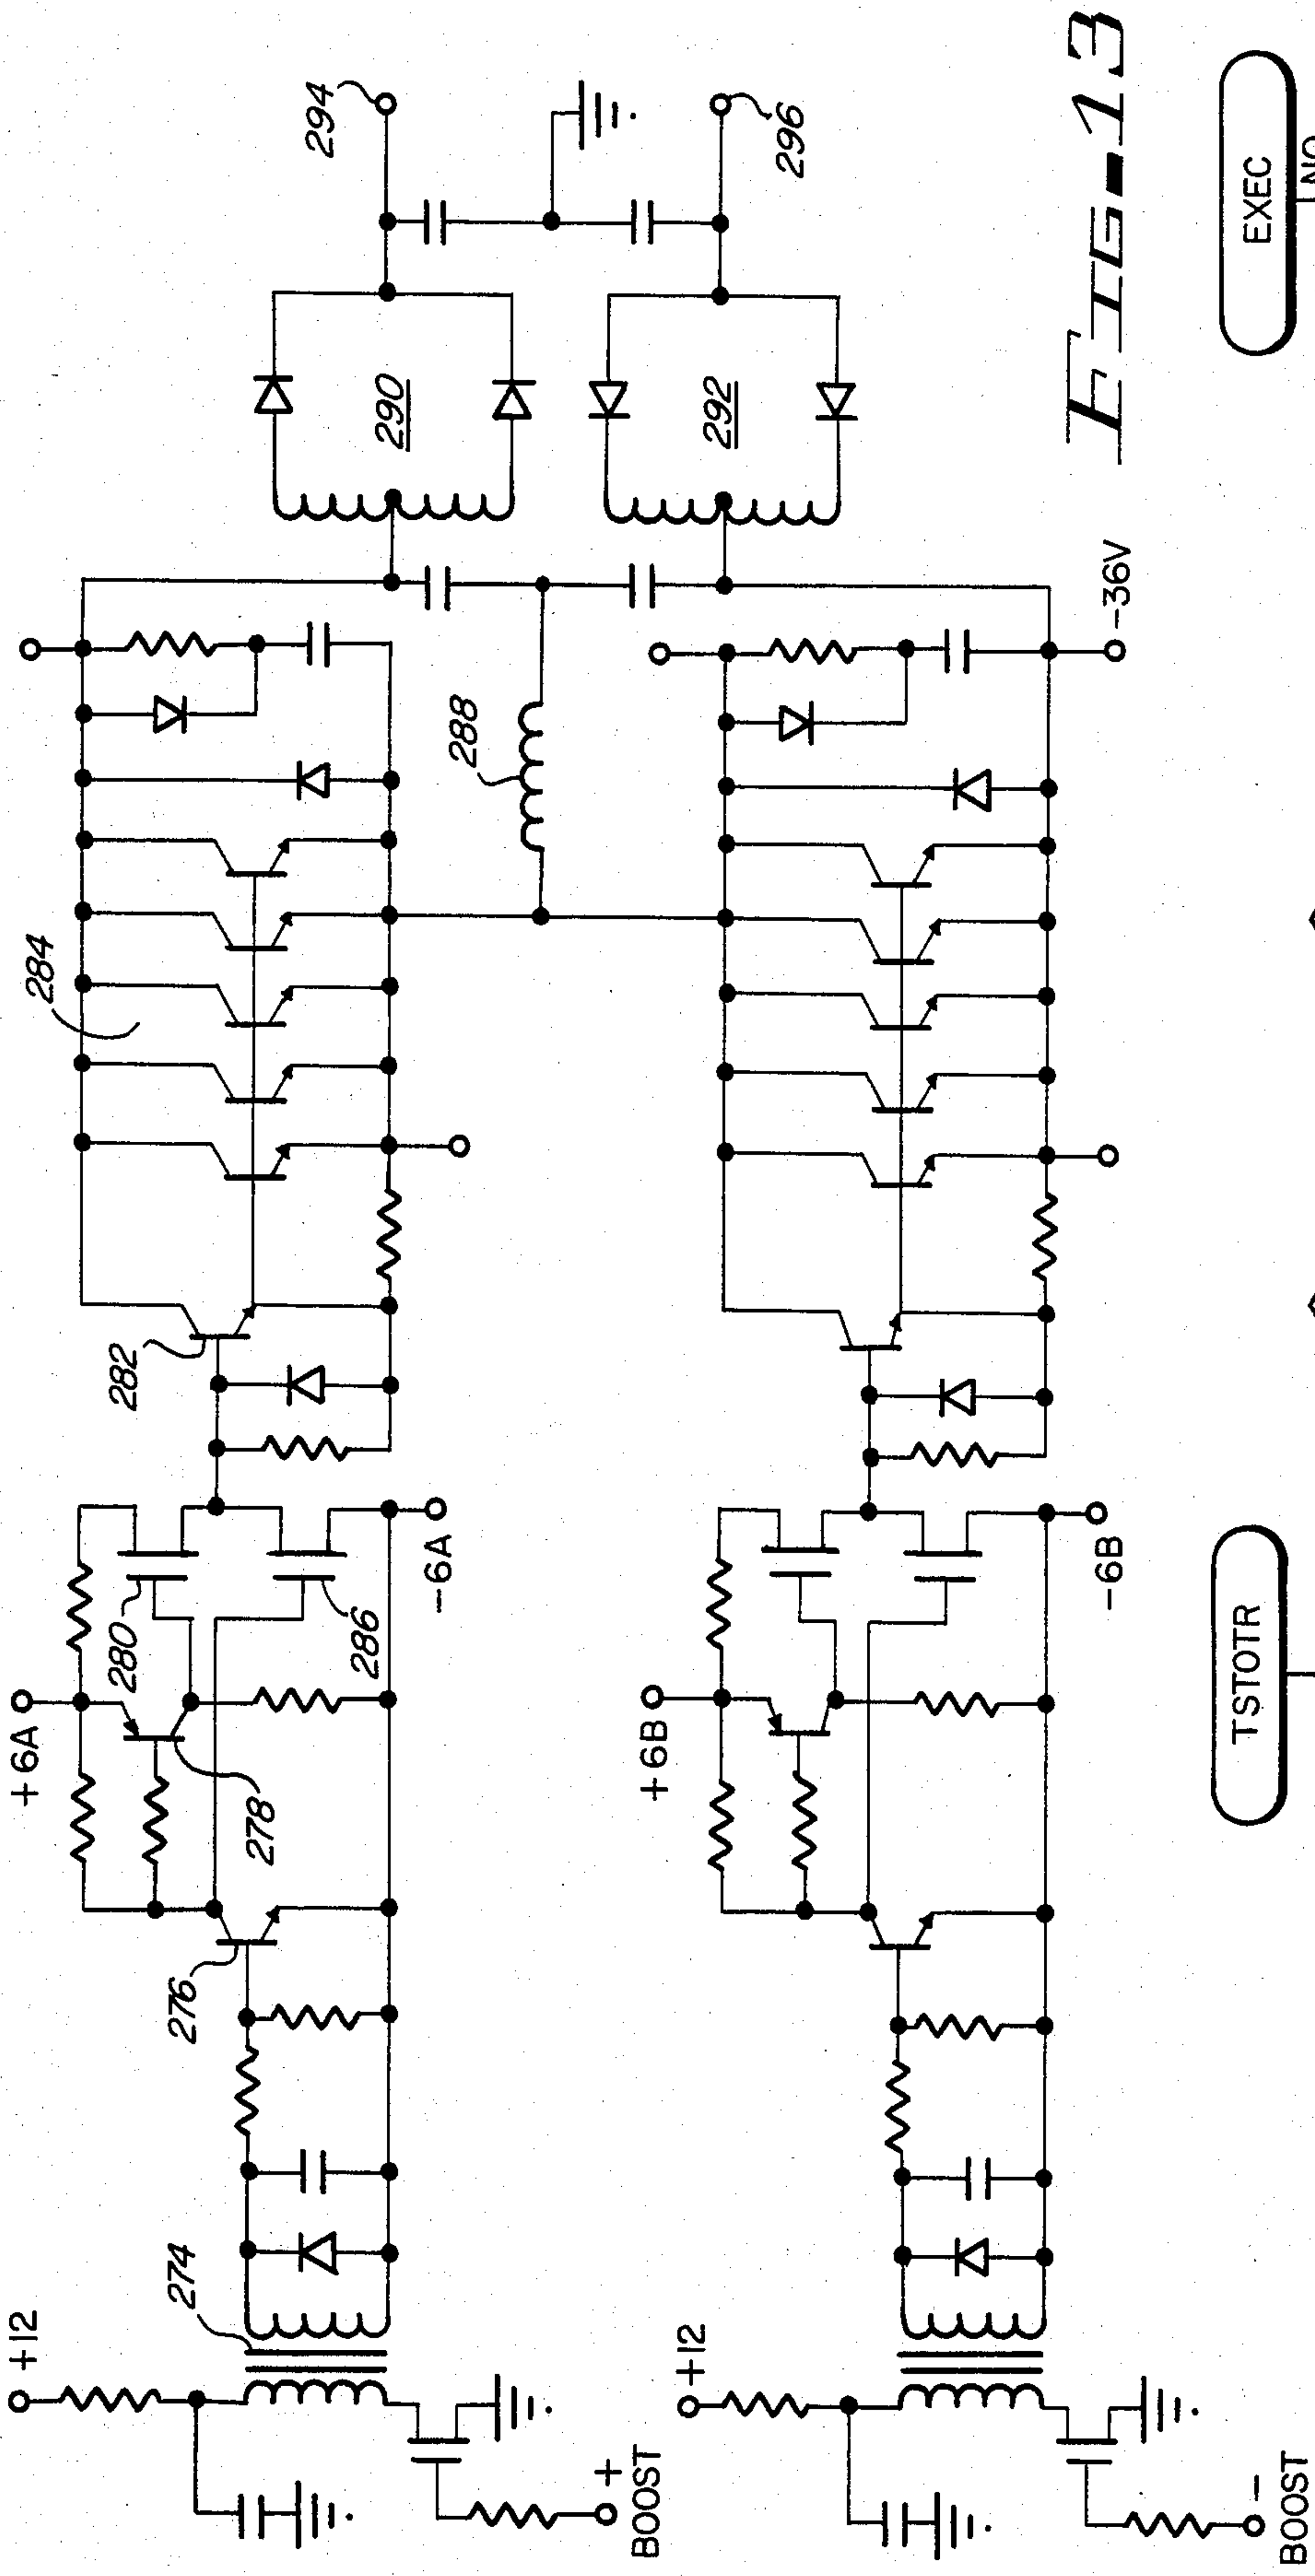 +12
274
276
278
+6A
280
286
-6A
282
284
288
290
294
292
296
-36V
+
BOOST
+12
+6B
-6B
-
BOOST
FIG-13
TSTOTR
EXEC
NO